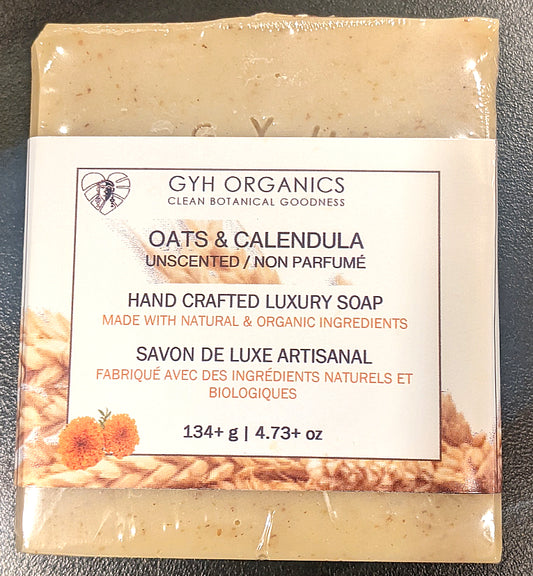 GYH
GYH ORGANICS
CLEAN BOTANICAL GOODNESS
OATS & CALENDULA
UNSCENTED / NON PARFUMÉ
HAND CRAFTED LUXURY SOAP
MADE WITH NATURAL & ORGANIC INGREDIENTS
SAVON DE LUXE ARTISANAL
FABRIQUÉ AVEC DES INGRÉDIENTS NATURELS ET
BIOLOGIQUES
134+ g | 4.73+ oz